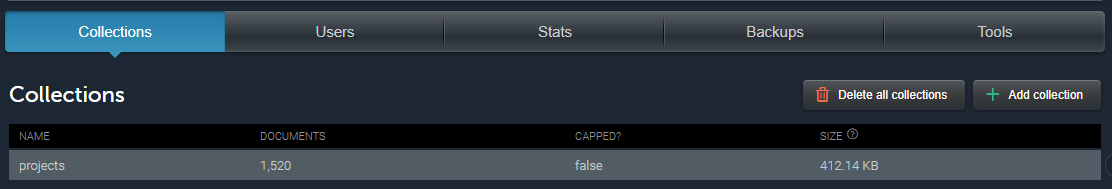 Collections Users Stats Backups Tools
Collections Delete all collections Add collection
NAME DOCUMENTS CAPPED? SIZE ?
projects 1,520 false 412.14 KB